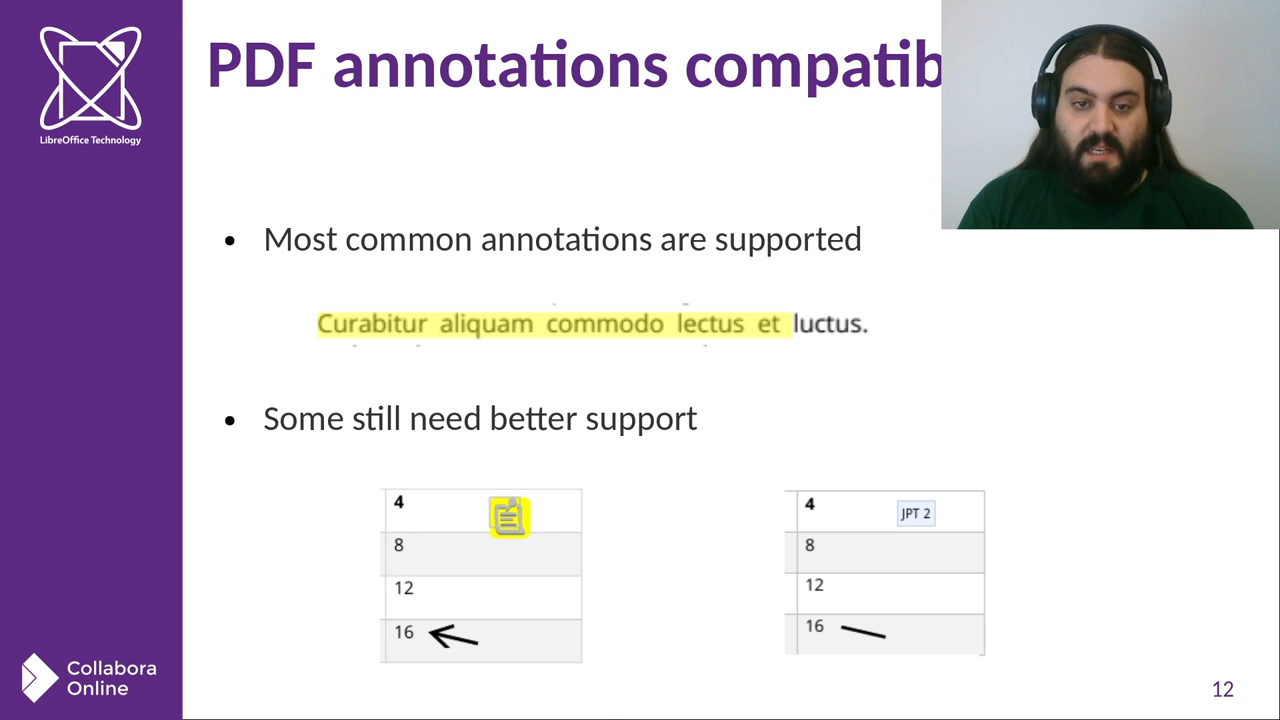 LibreOffice Technology
PDF annotations compatib
Most common annotations are supported
Curabitur aliquam commodo lectus et luctus.
Some still need better support
4
8
12
16
4
JPT 2
8
12
16
Collabora
Online
12